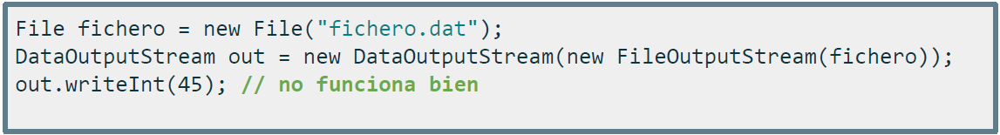 File fichero = new File("fichero.dat");
DataOutputStream out = new DataOutputStream(new FileOutputStream(fichero));
out.writeInt(45); // no funciona bien